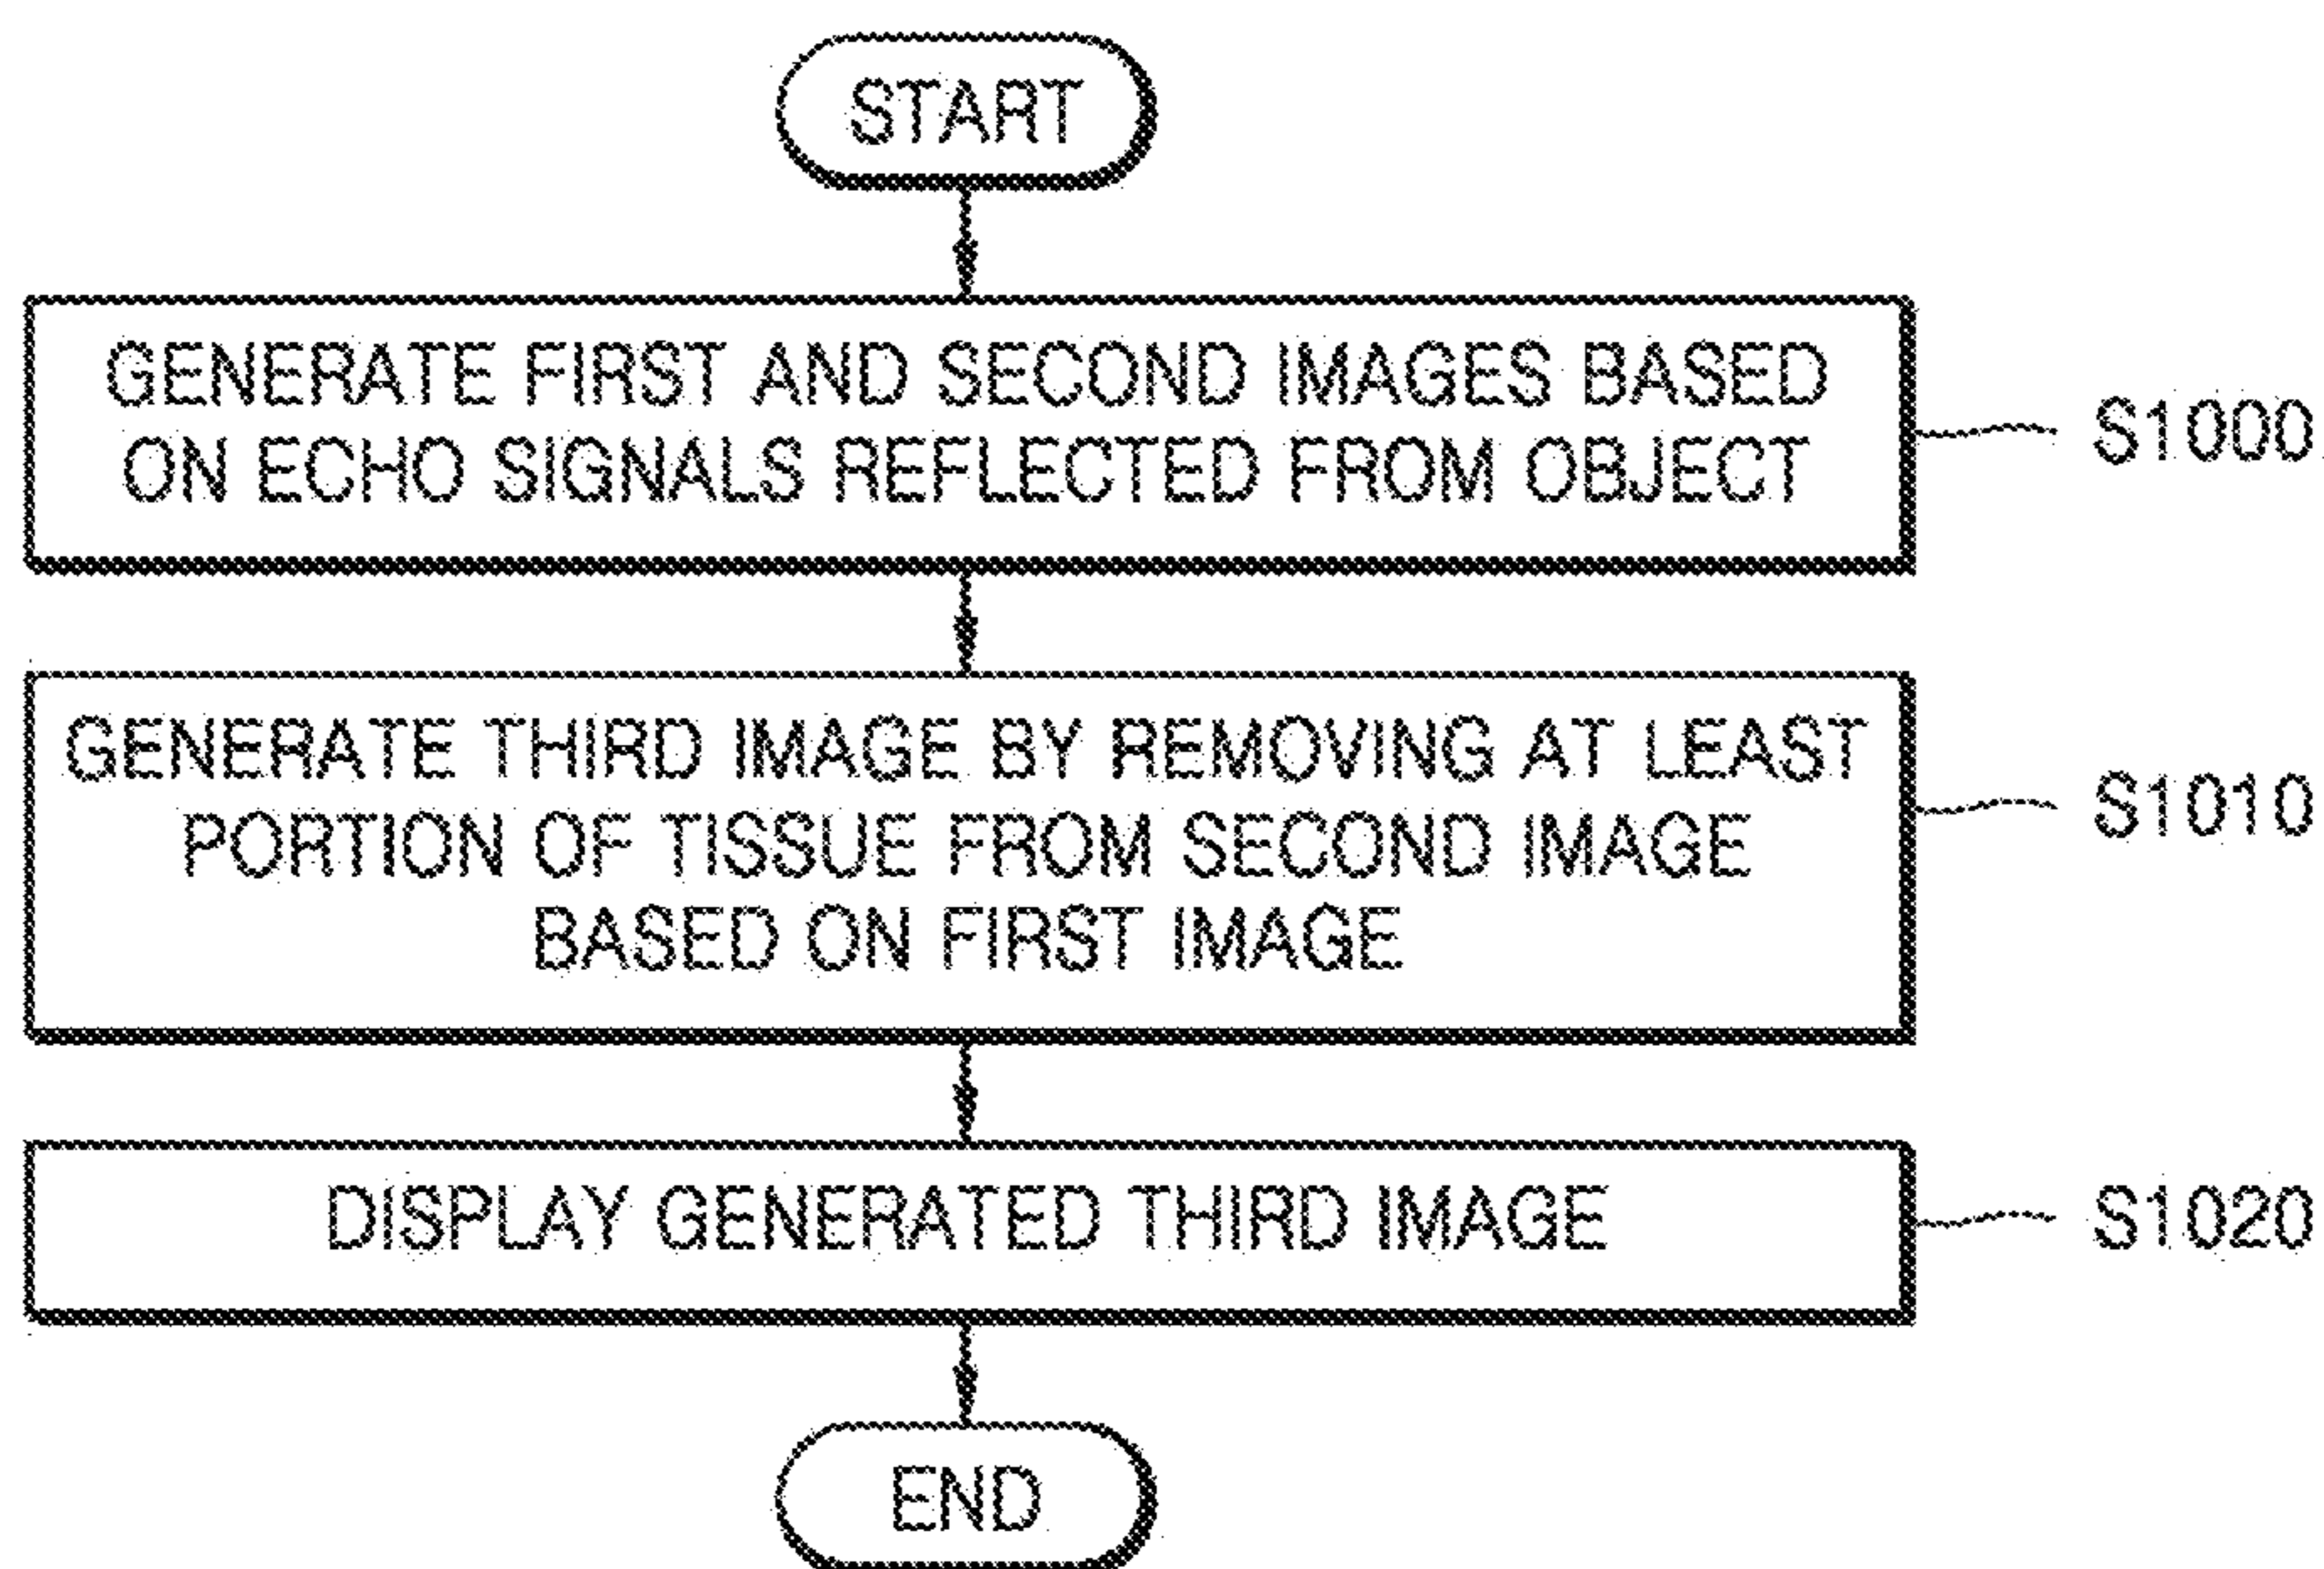 START
GENERATE FIRST AND SECOND IMAGES BASED
ON ECHO SIGNALS REFLECTED FROM OBJECT
S1000
GENERATE THIRD IMAGE BY REMOVING AT LEAST
PORTION OF TISSUE FROM SECOND IMAGE
BASED ON FIRST IMAGE
S1010
DISPLAY GENERATED THIRD IMAGE
S1020
END